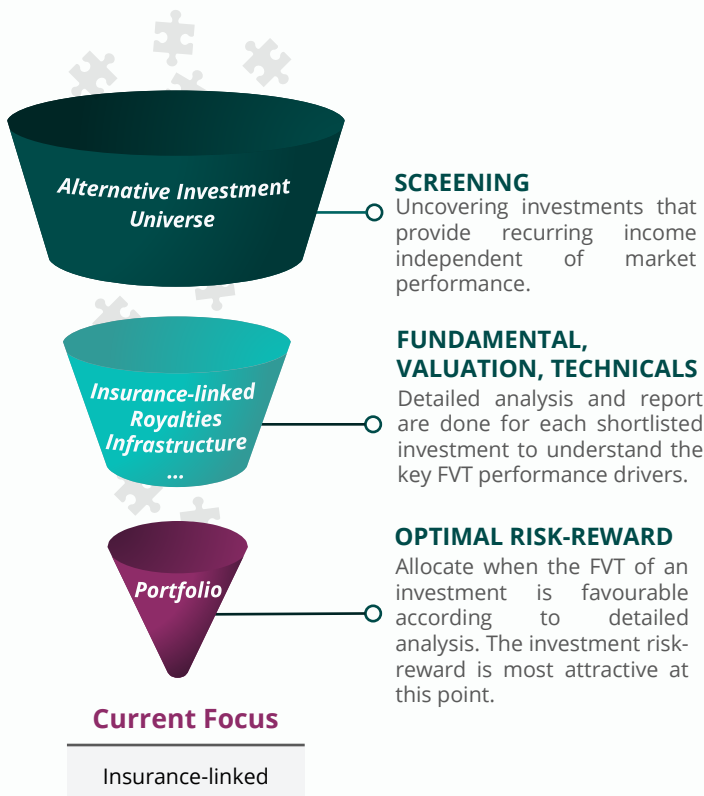 Alternative Investment
Universe
SCREENING
Uncovering investments that
provide recurring income
independent of market
performance.
Insurance-linked
Royalties
Infrastructure
...
FUNDAMENTAL,
VALUATION, TECHNICALS
Detailed analysis and report
are done for each shortlisted
investment to understand the
key FVT performance drivers.
Portfolio
OPTIMAL RISK-REWARD
Allocate when the FVT of an
investment is favourable
according to detailed
analysis. The investment risk-
reward is most attractive at
this point.
Current Focus
Insurance-linked